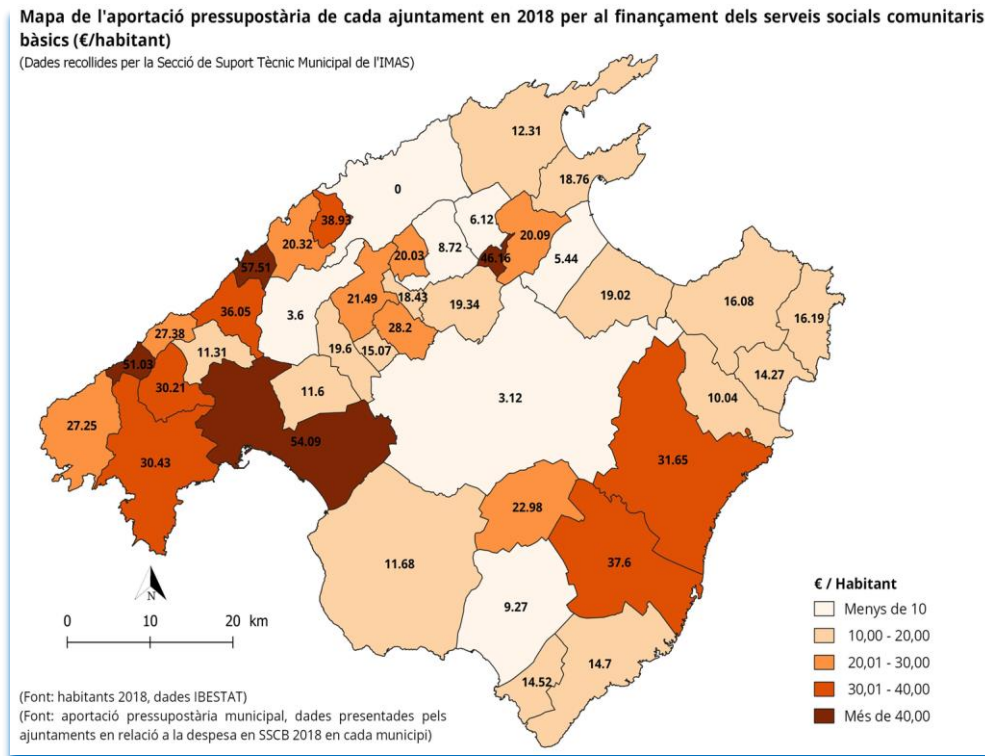 Mapa de l'aportació pressupostària de cada ajuntament en 2018 per al finançament dels serveis socials comunitaris
bàsics (€/habitant)
(Dades recollides per la Secció de Suport Tècnic Municipal de l'IMAS)
12.31
18.76
0
6.12
38.93
20.09
20.32
8.72
20.03
5.44
46.16
57.51
19.02
16.08
21.49
18.43
19.34
36.05
3.6
16.19
28.2
27.38
19.6
15.07
11.31
51.03
14.27
30.21
11.6
10.04
3.12
27.25
54.09
30.43
31.65
22.98
11.68
37.6
9.27
14.7
14.52
N
0 10 20 km
€ / Habitant
Menys de 10
10,00 - 20,00
20,01 - 30,00
30,01 - 40,00
Més de 40,00
(Font: habitants 2018, dades IBESTAT)
(Font: aportació pressupostària municipal, dades presentades pels
ajuntaments en relació a la despesa en SSCB 2018 en cada municipi)